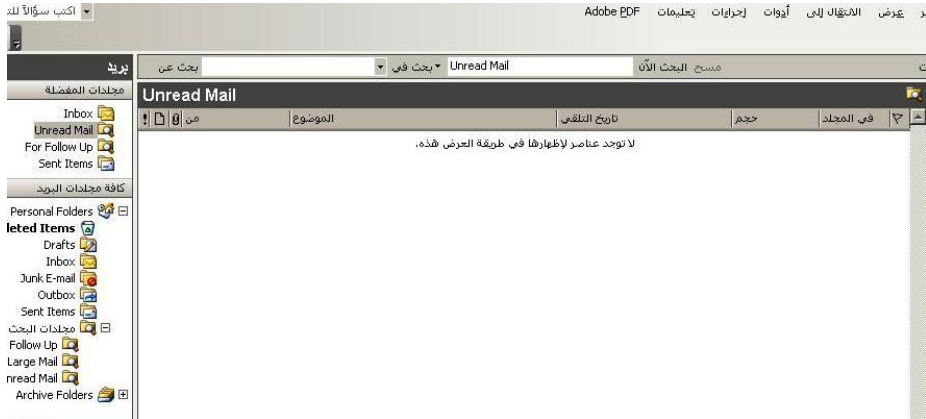 عرض الانتقال إلى أدوات إجراءات تعليمات Adobe PDF
اكتب سؤالاً للت
بريد
بحث عن
بحث في Unread Mail
البحث الآن مسح
مجلدات المفضلة
Inbox
Unread Mail
For Follow Up
Sent Items
كافة مجلدات البريد
Personal Folders
leted Items
Drafts
Inbox
Junk E-mail
Outbox
Sent Items
مجلدات البحث
Follow Up
Large Mail
nread Mail
Archive Folders
Unread Mail
من الموضوع تاريخ التلقي حجم في المجلد
لا توجد عناصر لإظهارها في طريقة العرض هذه.